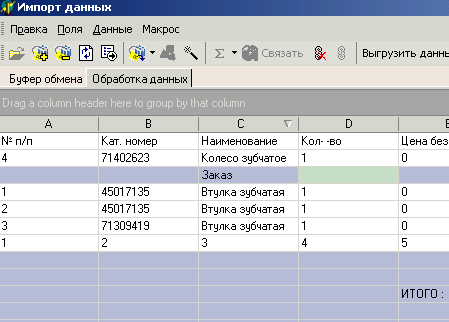 Импорт данных
Правка Поля Данные Макрос
Σ Связать Выгрузить данн
Буфер обмена Обработка данных
Drag a column header here to group by that column
A B C D E
№ п/п Кат. номер Наименование Кол- -во Цена без
4 71402623 Колесо зубчатое 1 0
Заказ
1 45017135 Втулка зубчатая 1 0
2 45017135 Втулка зубчатая 1 0
3 71309419 Втулка зубчатая 1 0
1 2 3 4 5
ИТОГО :